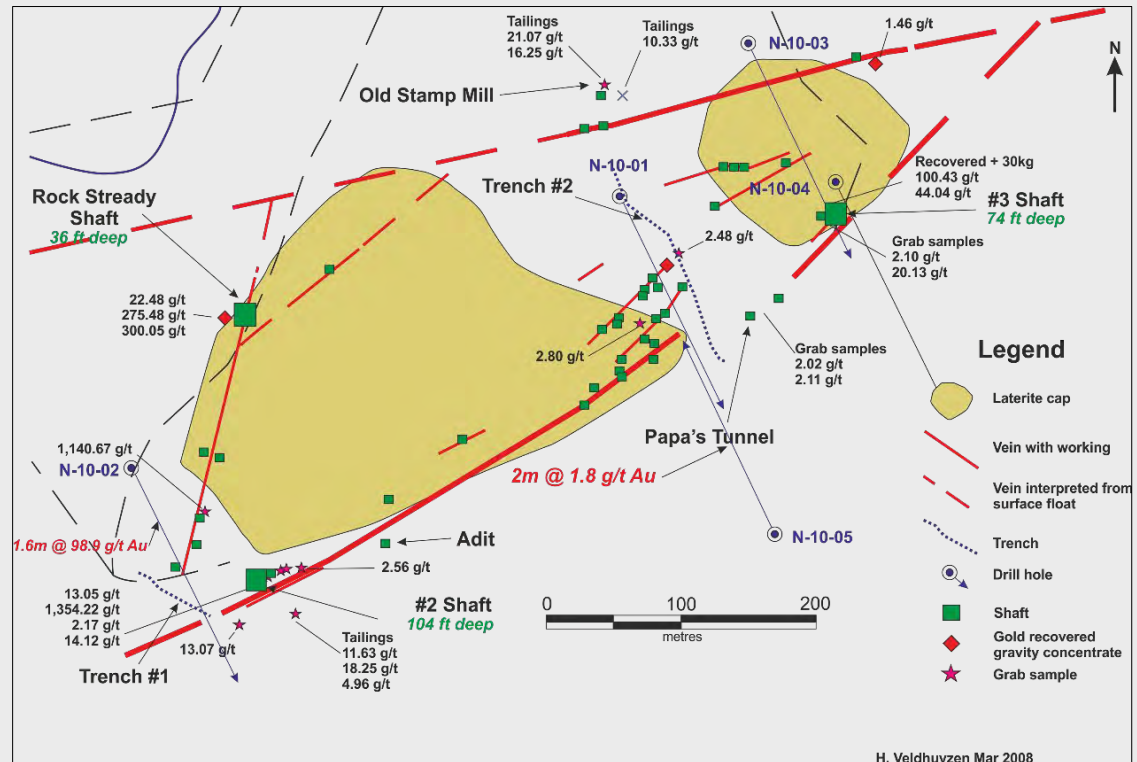 Tailings
21.07 g/t
16.25 g/t
Tailings
10.33 g/t
N-10-03
1.46 g/t
N
Old Stamp Mill
N-10-01
Trench #2
N-10-04
Recovered + 30kg
100.43 g/t
44.04 g/t
#3 Shaft
74 ft deep
Rock Stready
Shaft
36 ft deep
2.48 g/t
Grab samples
2.10 g/t
20.13 g/t
22.48 g/t
275.48 g/t
300.05 g/t
2.80 g/t
Grab samples
2.02 g/t
2.11 g/t
Legend
Laterite cap
Vein with working
Vein interpreted from
surface float
Trench
Drill hole
Shaft
Gold recovered
gravity concentrate
Grab sample
1,140.67 g/t
N-10-02
Papa's Tunnel
2m @ 1.8 g/t Au
1.6m @ 98.9 g/t Au
Adit
N-10-05
2.56 g/t
13.05 g/t
1,354.22 g/t
2.17 g/t
14.12 g/t
#2 Shaft
104 ft deep
0 100 200
metres
13.07 g/t
Trench #1
Tailings
11.63 g/t
18.25 g/t
4.96 g/t
H. Veldhuyzen Mar 2008